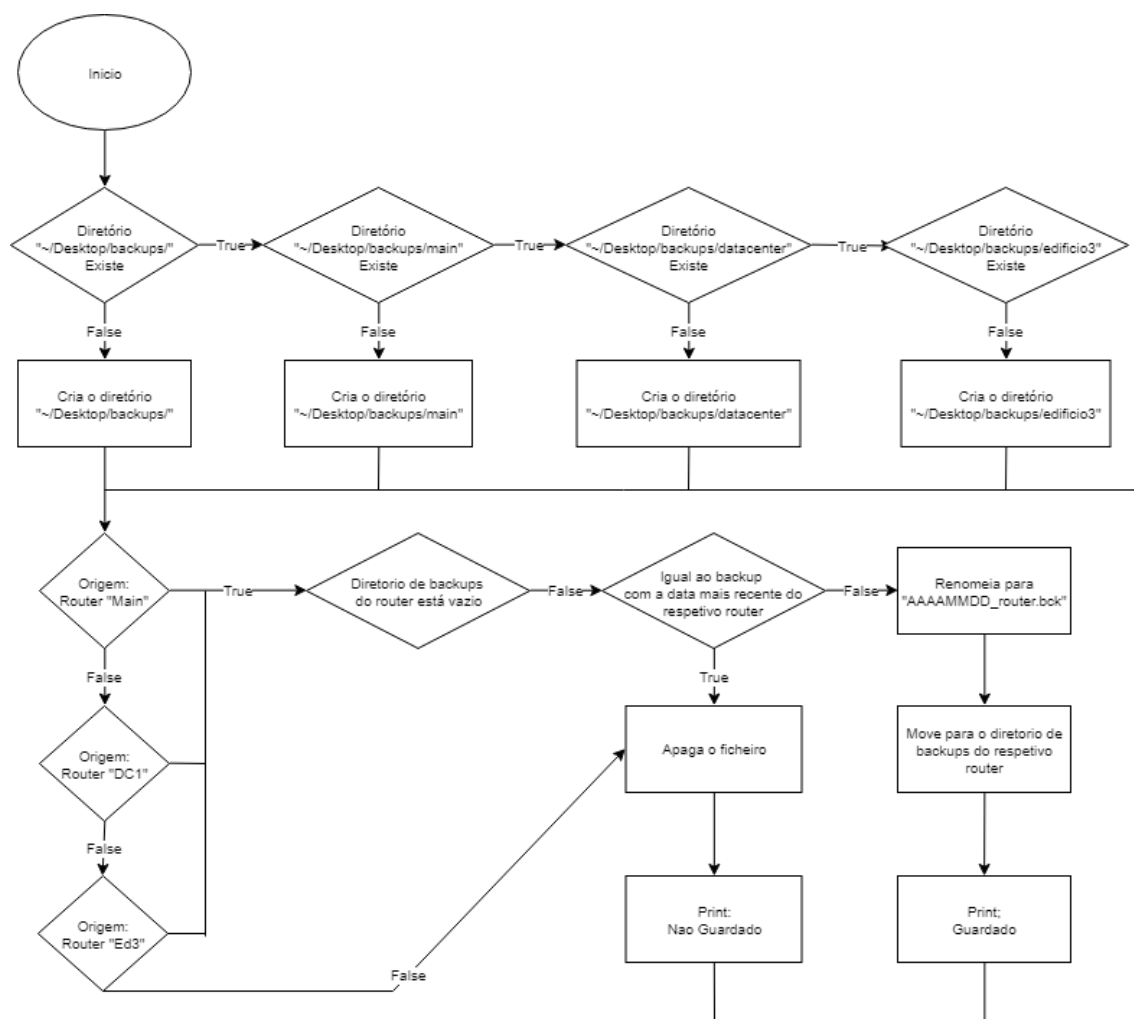 Inicio
Diretório
"~/Desktop/backups/"
Existe
True
Diretório
"~/Desktop/backups/main"
Existe
True
Diretório
"~/Desktop/backups/datacenter"
Existe
True
Diretório
"~/Desktop/backups/edificio3"
Existe
False
False
False
False
Cria o diretório
"~/Desktop/backups/"
Cria o diretório
"~/Desktop/backups/main"
Cria o diretório
"~/Desktop/backups/datacenter"
Cria o diretório
"~/Desktop/backups/edificio3"
Origem:
Router "Main"
True
Diretorio de backups
do router está vazio
False
Igual ao backup
com a data mais recente do
respetivo router
False
Renomeia para
"AAAAMMDD_router.bck"
False
True
Origem:
Router "DC1"
Apaga o ficheiro
Move para o diretorio de
backups do respetivo
router
False
Origem:
Router "Ed3"
Print:
Nao Guardado
Print;
Guardado
False